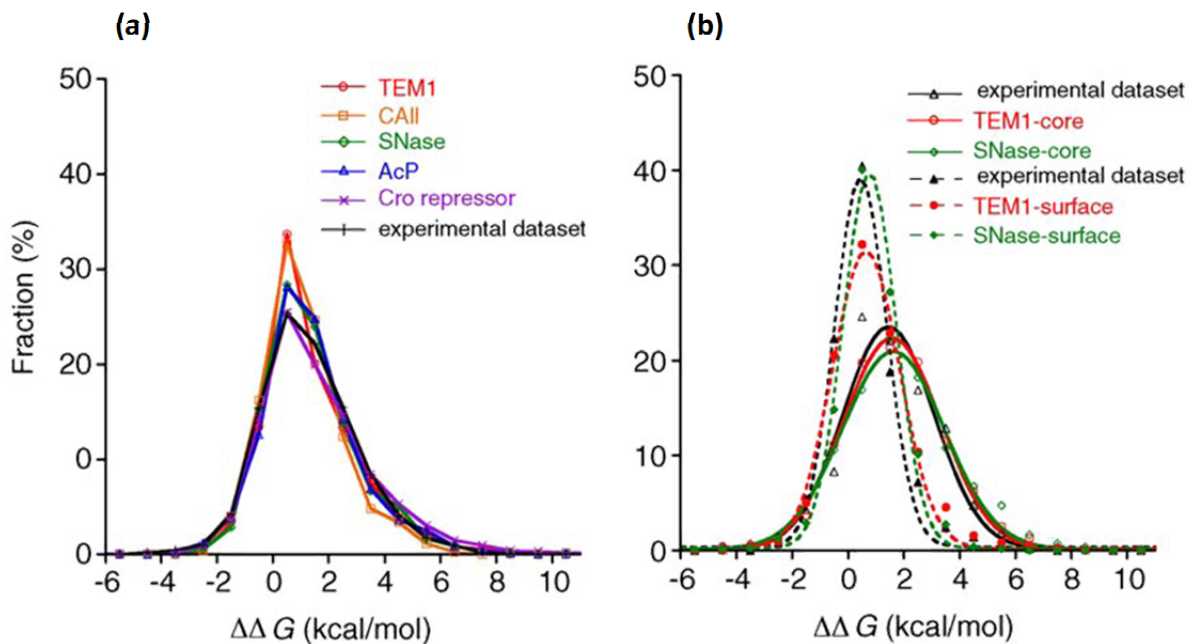 (a)
50
40
30
20
0
0
Fraction (%)
-6
-4
-2
0
2
4
6
8
10
ΔΔ G (kcal/mol)
TEM1
CAII
SNase
AcP
Cro repressor
experimental dataset
(b)
50
40
30
20
10
0
-6
-4
-2
0
2
4
6
8
10
ΔΔ G (kcal/mol)
experimental dataset
TEM1-core
SNase-core
experimental dataset
TEM1-surface
SNase-surface